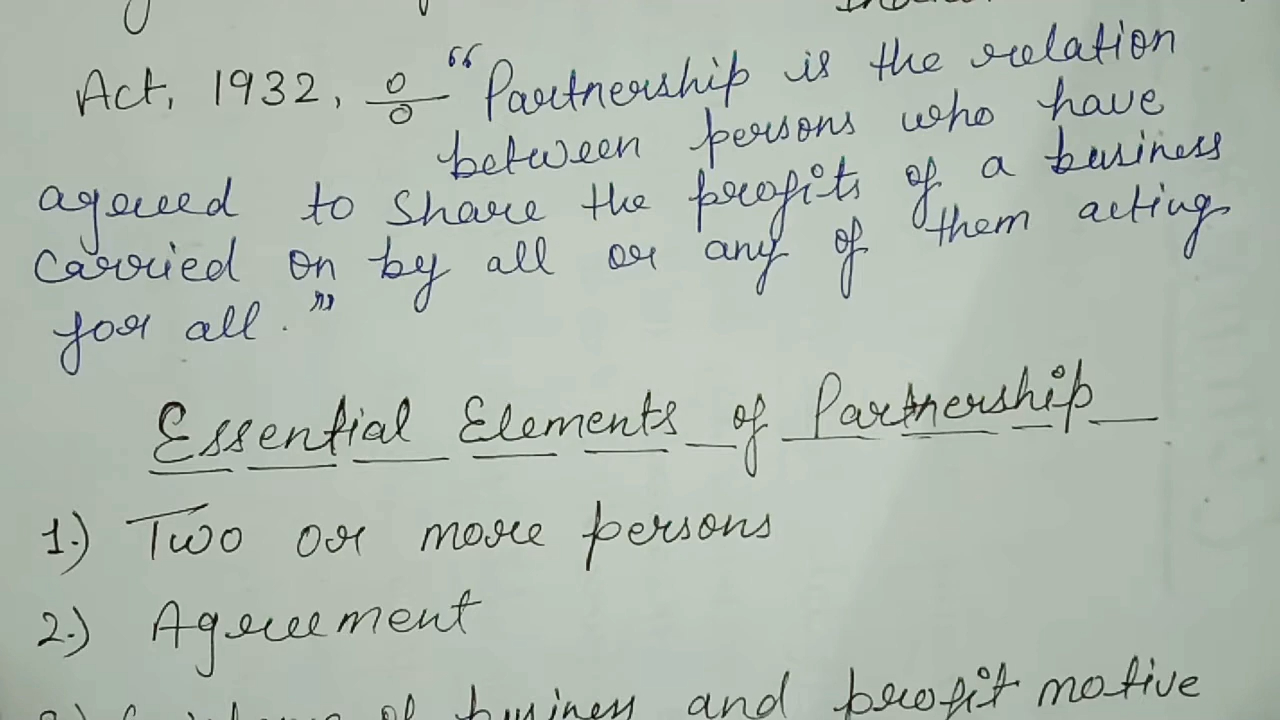 Act, 1932, % "Partnership is the relation
between persons who have
agreed to share the profits of a business
carried on by all or any of them acting
for all."
Essential Elements of Partnership
1.) Two or more persons
2.) Agreement
of business and profit motive